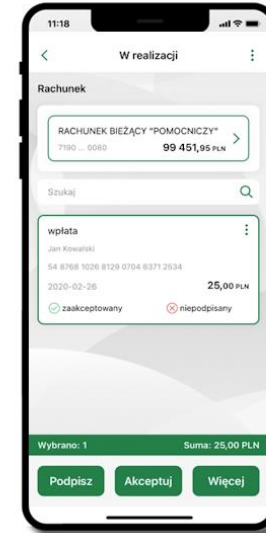 11:18
W realizacji
Rachunek
RACHUNEK BIEŻĄCY "POMOCNICZY"
7190 ... 0080 99 451,95 PLN
Szukaj
wpłata
Jan Kowalski
54 8768 1026 8129 0704 6371 2534
2020-02-26 25,00 PLN
zaakceptowany niepodpisany
Wybrano: 1 Suma: 25,00 PLN
Podpisz Akceptuj Więcej